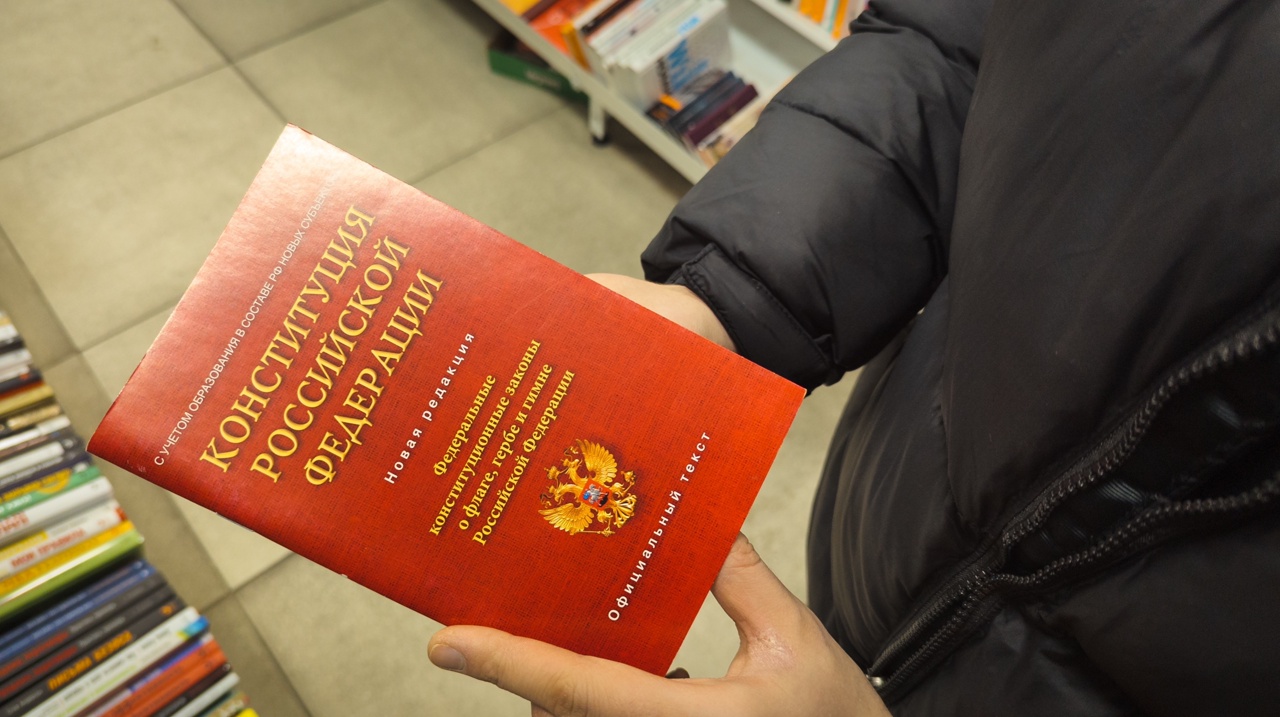 С УЧЕТОМ ОБРАЗОВАНИЯ В СОСТАВЕ РФ НОВЫХ
КОНСТИТУЦИЯ
РОССИЙСКОЙ
ФЕДЕРАЦИИ
Новая редакция
Федеральные
конституционные законы
о флаге, гербе и гимне
Российской Федерации
Официальный текст